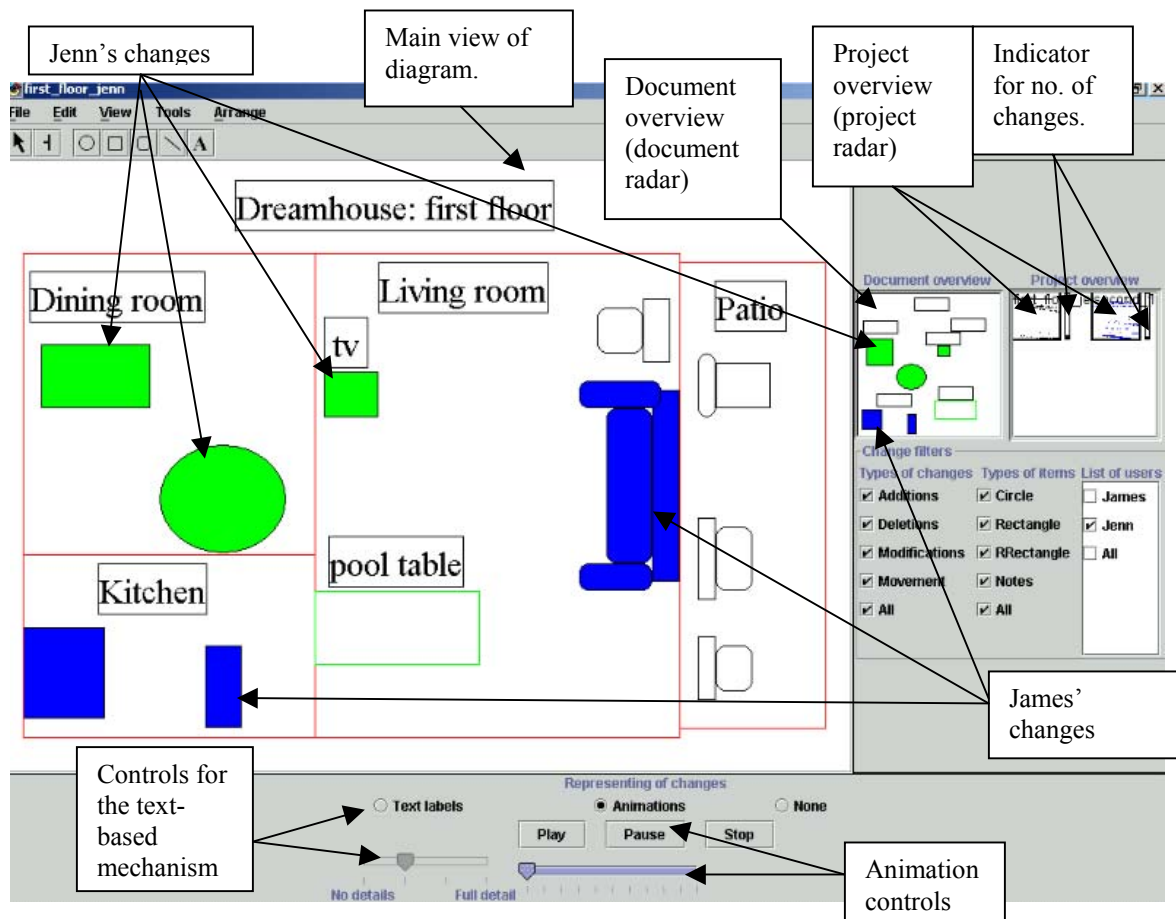 Jenn’s changes
Main view of
diagram.
Document
overview
(document
radar)
Project
overview
(project
radar)
Indicator
for no. of
changes.
first_floor_jenn
File Edit View Tools Arrange
A
Dreamhouse: first floor
Dining room
Living room
Patio
tv
pool table
Kitchen
Document overview
Project overview
Change filters
Types of changes Types of items List of users
Additions Circle James
Deletions Rectangle Jenn
Modifications RRectangle All
Movement Notes
All All
James’
changes
Controls for
the text-
based
mechanism
Representing of changes
Text labels Animations None
Play Pause Stop
No details Full detail
Animation
controls